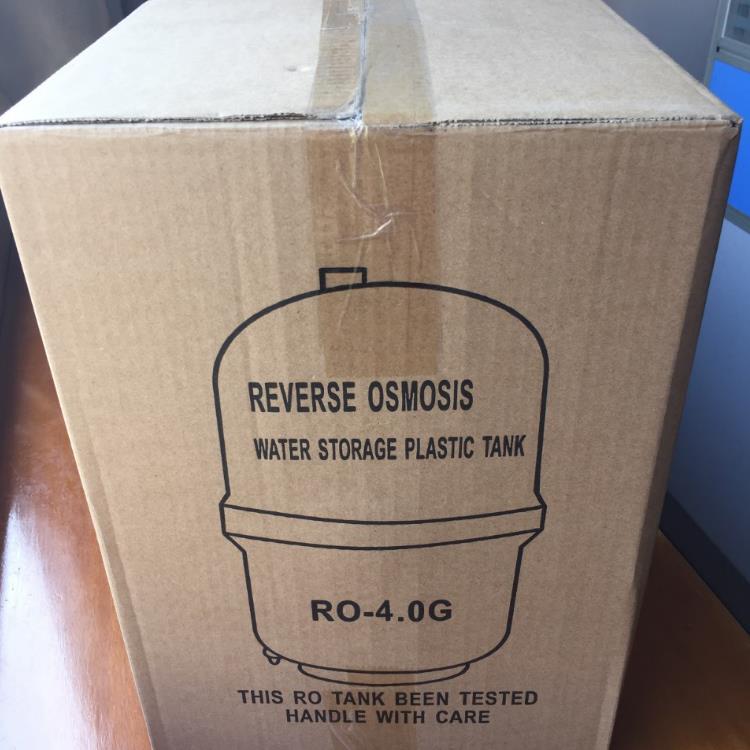 REVERSE OSMOSIS
WATER STORAGE PLASTIC TANK
RO-4.0G
THIS RO TANK BEEN TESTED
HANDLE WITH CARE